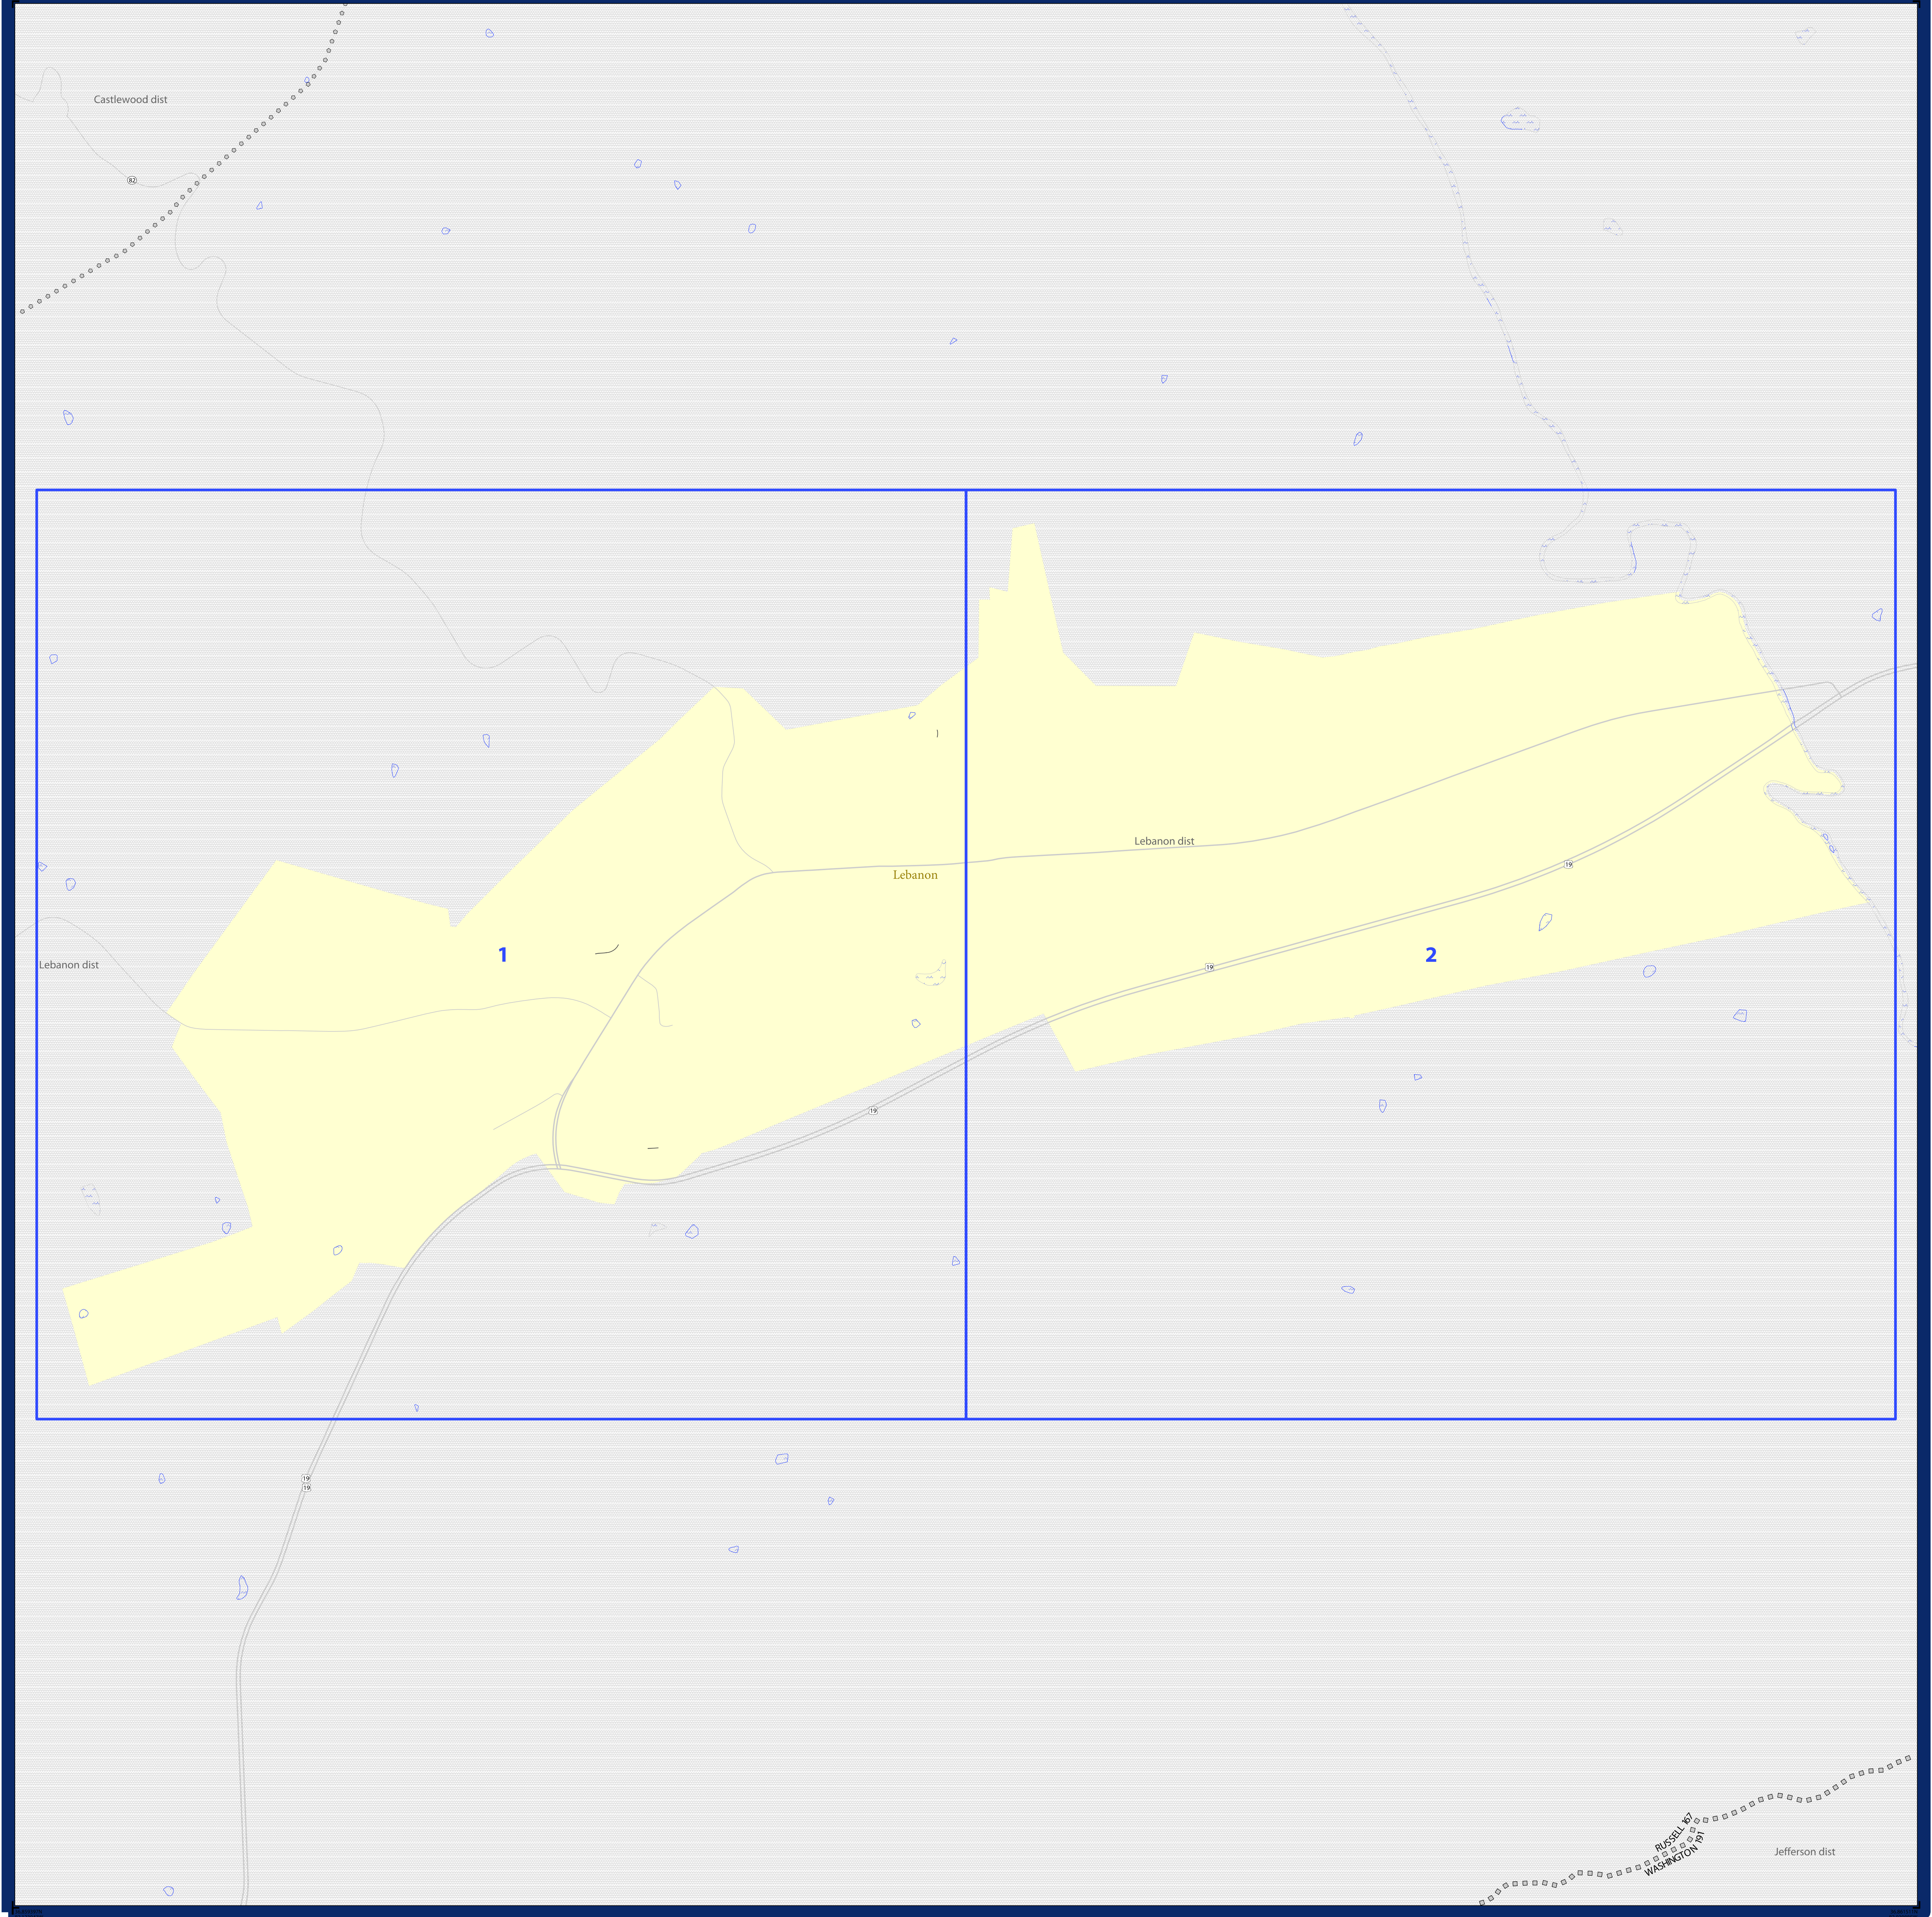 Castlewood dist
82
Lebanon dist
19
Lebanon
1
2
Lebanon dist
19
19
19
19
RUSSELL 167
WASHINGTON 191
Jefferson dist